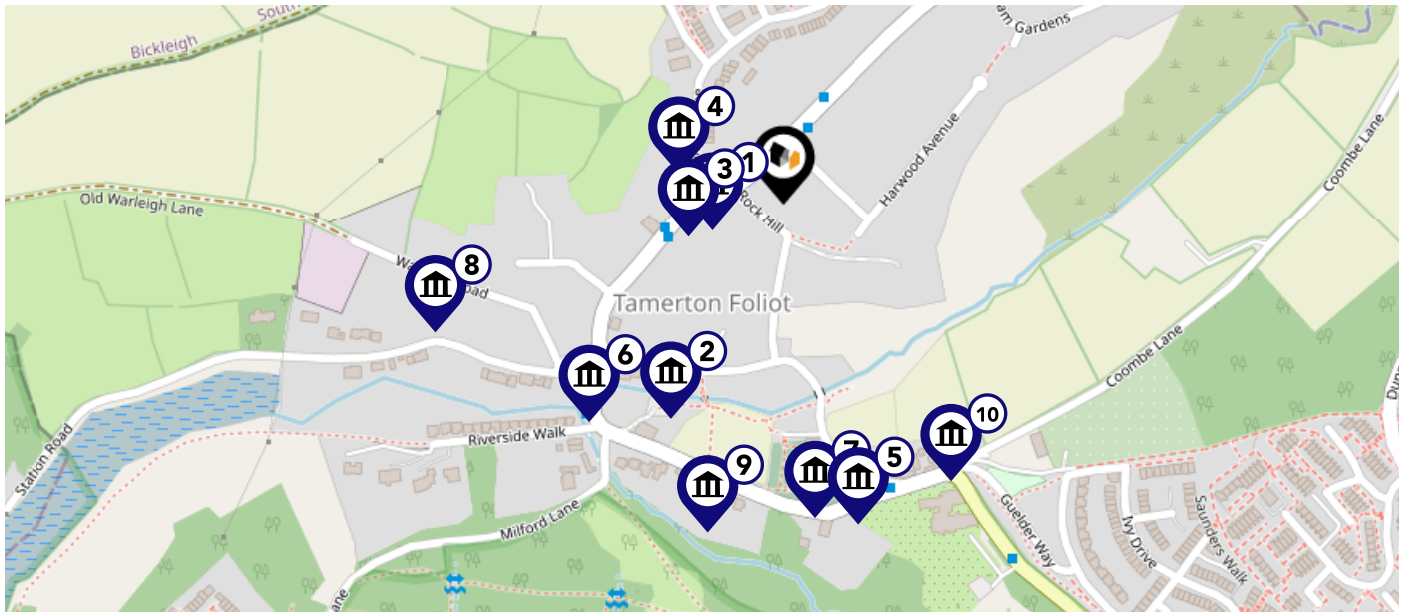 South
Bickleigh
am Gardens
4
3
1
Harwood Avenue
Coombe Lane
Old Warleigh Lane
Rock Hill
8
Tamerton Foliot
6
2
Coombe Lane
10
Riverside Walk
Station Road
9
7
5
Milford Lane
Guelder Way
Ivy Drive
Saunders Walk